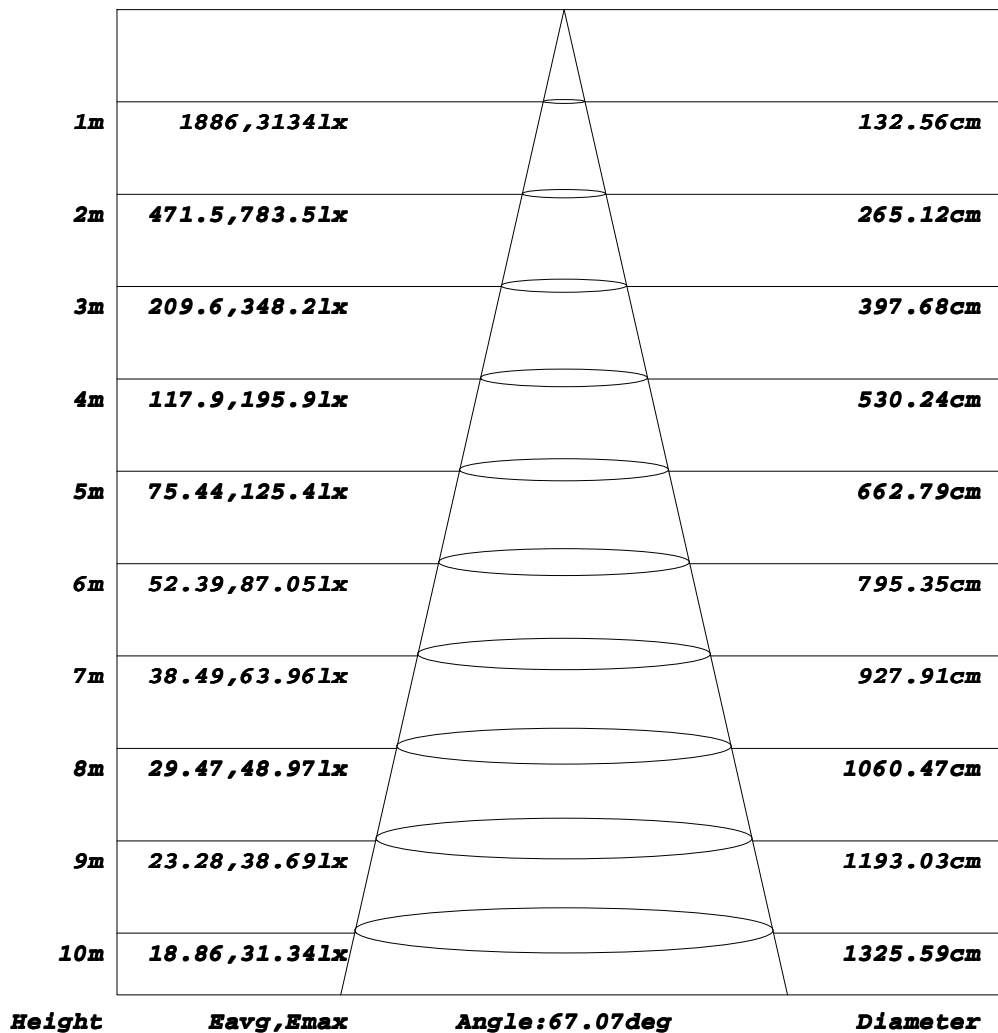 1m 1886,3134lx 132.56cm
2m 471.5,783.5lx 265.12cm
3m 209.6,348.2lx 397.68cm
4m 117.9,195.9lx 530.24cm
5m 75.44,125.4lx 662.79cm
6m 52.39,87.05lx 795.35cm
7m 38.49,63.96lx 927.91cm
8m 29.47,48.97lx 1060.47cm
9m 23.28,38.69lx 1193.03cm
10m 18.86,31.34lx 1325.59cm
Height Eavg,Emax Angle:67.07deg Diameter